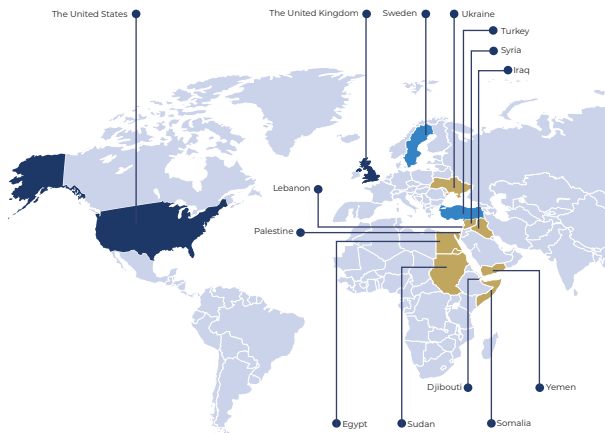 The United States
The United Kingdom
Sweden
Ukraine
Turkey
Syria
Iraq
Lebanon
Palestine
Djibouti
Yemen
Egypt
Sudan
Somalia